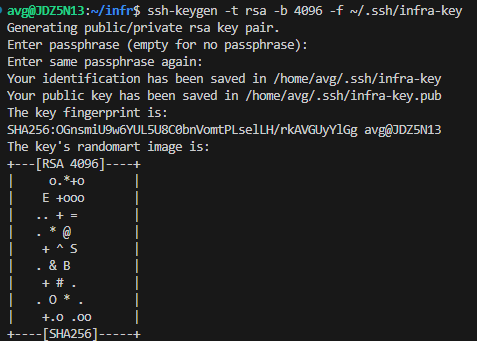 avg@JDZ5N13:~/infr$ ssh-keygen -t rsa -b 4096 -f ~/.ssh/infra-key
Generating public/private rsa key pair.
Enter passphrase (empty for no passphrase):
Enter same passphrase again:
Your identification has been saved in /home/avg/.ssh/infra-key
Your public key has been saved in /home/avg/.ssh/infra-key.pub
The key fingerprint is:
SHA256:OGnsmiU9w6YUL5U8C0bnVomtPLselLH/rkAVGUyYlGg avg@JDZ5N13
The key's randomart image is:
+---[RSA 4096]----+
|     o.*+o       |
|    E +ooo       |
|   .. + =        |
|   . * @         |
|    + ^ S        |
|   . & B         |
|    + # .        |
|   . O * .       |
|    +.o .oo      |
+----[SHA256]-----+